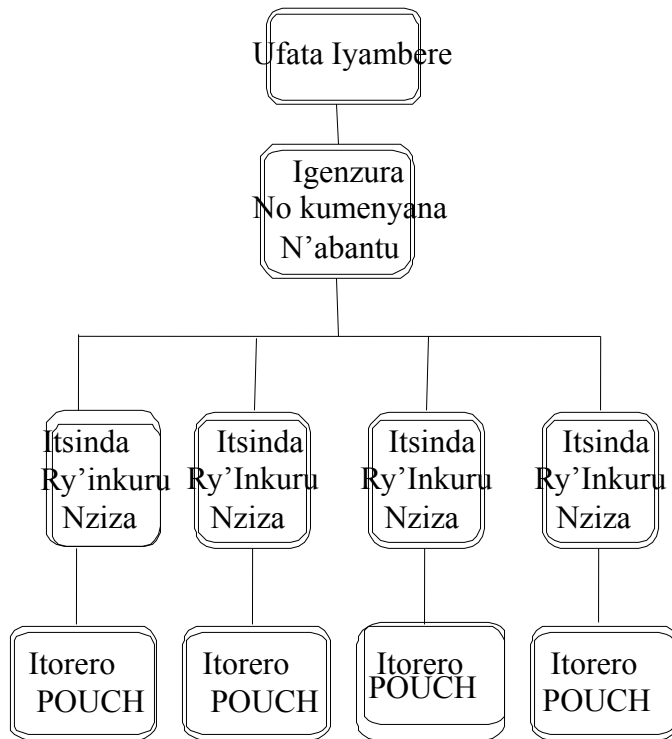 Ufata Iyambere
Igenzura
No kumenyana
N’abantu
Itsinda
Ry’inkuru
Nziza
Itsinda
Ry’Inkuru
Nziza
Itsinda
Ry’Inkuru
Nziza
Itsinda
Ry’Inkuru
Nziza
Itorero
POUCH
Itorero
POUCH
Itorero
POUCH
Itorero
POUCH